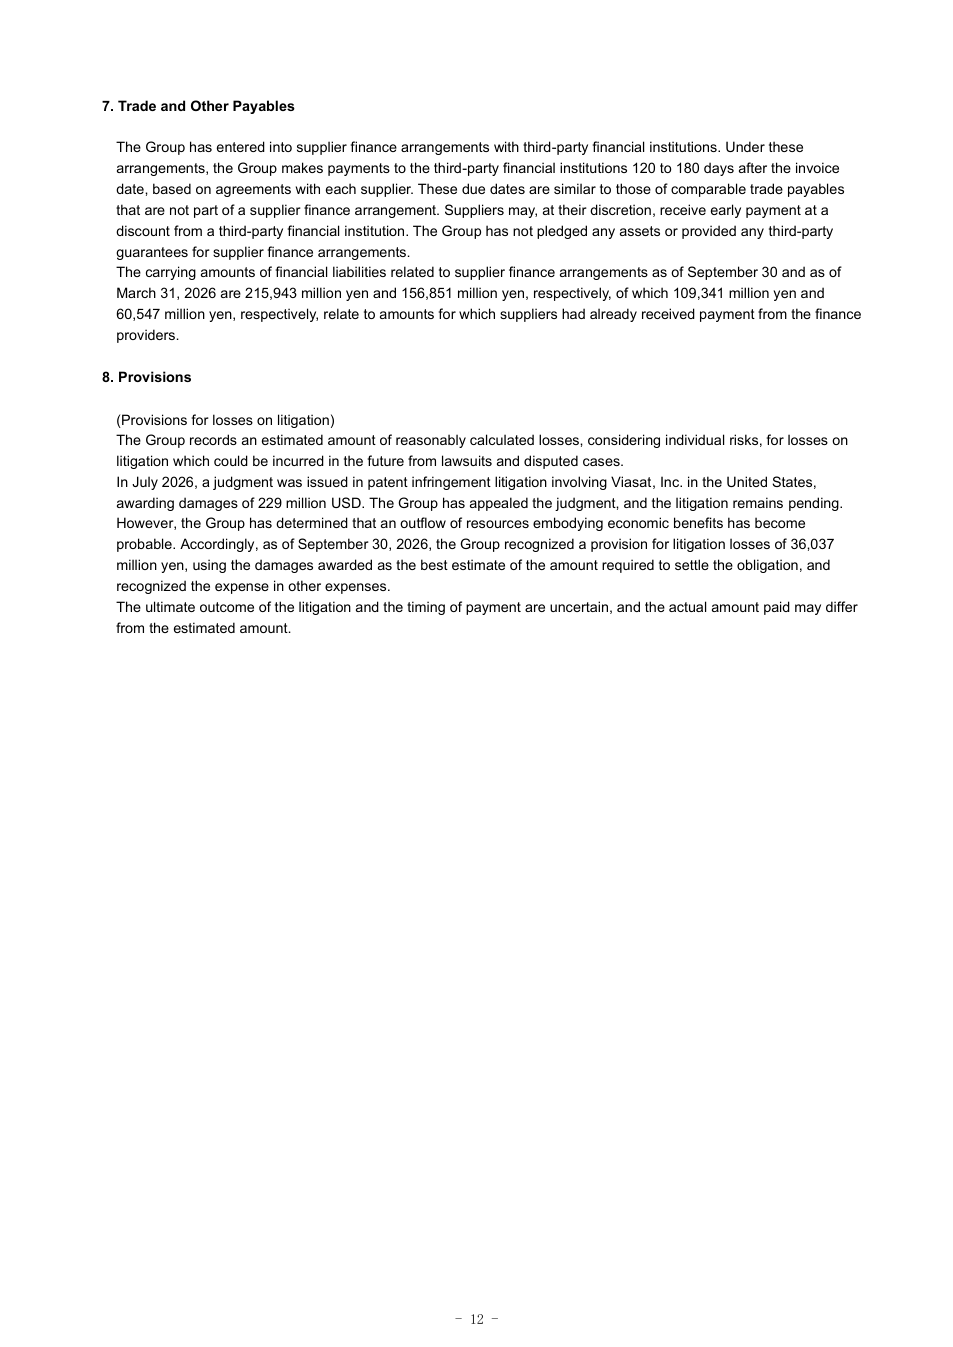 7. Trade and Other Payables
The Group has entered into supplier finance arrangements with third-party financial institutions. Under these
arrangements, the Group makes payments to the third-party financial institutions 120 to 180 days after the invoice
date, based on agreements with each supplier. These due dates are similar to those of comparable trade payables
that are not part of a supplier finance arrangement. Suppliers may, at their discretion, receive early payment at a
discount from a third-party financial institution. The Group has not pledged any assets or provided any third-party
guarantees for supplier finance arrangements.
The carrying amounts of financial liabilities related to supplier finance arrangements as of September 30 and as of
March 31, 2026 are 215,943 million yen and 156,851 million yen, respectively, of which 109,341 million yen and
60,547 million yen, respectively, relate to amounts for which suppliers had already received payment from the finance
providers.
8. Provisions
(Provisions for losses on litigation)
The Group records an estimated amount of reasonably calculated losses, considering individual risks, for losses on
litigation which could be incurred in the future from lawsuits and disputed cases.
In July 2026, a judgment was issued in patent infringement litigation involving Viasat, Inc. in the United States,
awarding damages of 229 million USD. The Group has appealed the judgment, and the litigation remains pending.
However, the Group has determined that an outflow of resources embodying economic benefits has become
probable. Accordingly, as of September 30, 2026, the Group recognized a provision for litigation losses of 36,037
million yen, using the damages awarded as the best estimate of the amount required to settle the obligation, and
recognized the expense in other expenses.
The ultimate outcome of the litigation and the timing of payment are uncertain, and the actual amount paid may differ
from the estimated amount.
- 12 -